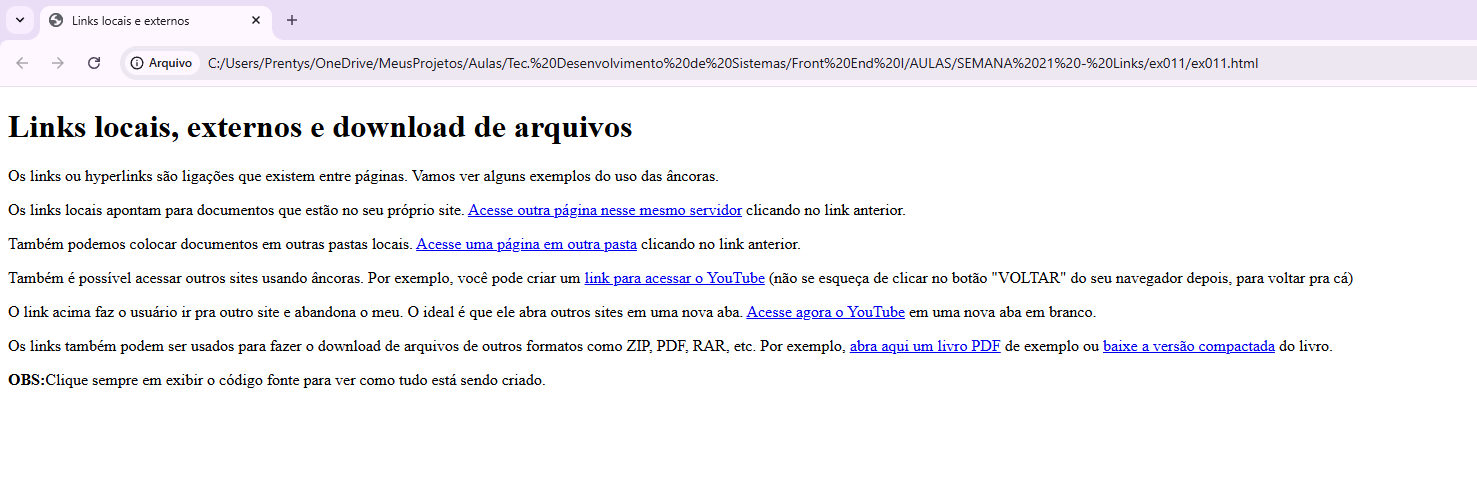 Links locais e externos
Arquivo C:/Users/Prentys/OneDrive/MeusProjetos/Aulas/Tec.%20Desenvolvimento%20de%20Sistemas/Front%20End%20I/AULAS/SEMANA%2021%20-%20Links/ex011/ex011.html
Links locais, externos e download de arquivos
Os links ou hyperlinks são ligações que existem entre páginas. Vamos ver alguns exemplos do uso das âncoras.
Os links locais apontam para documentos que estão no seu próprio site. Acesse outra página nesse mesmo servidor clicando no link anterior.
Também podemos colocar documentos em outras pastas locais. Acesse uma página em outra pasta clicando no link anterior.
Também é possível acessar outros sites usando âncoras. Por exemplo, você pode criar um link para acessar o YouTube (não se esqueça de clicar no botão "VOLTAR" do seu navegador depois, para voltar pra cá)
O link acima faz o usuário ir pra outro site e abandona o meu. O ideal é que ele abra outros sites em uma nova aba. Acesse agora o YouTube em uma nova aba em branco.
Os links também podem ser usados para fazer o download de arquivos de outros formatos como ZIP, PDF, RAR, etc. Por exemplo, abra aqui um livro PDF de exemplo ou baixe a versão compactada do livro.
OBS:Clique sempre em exibir o código fonte para ver como tudo está sendo criado.